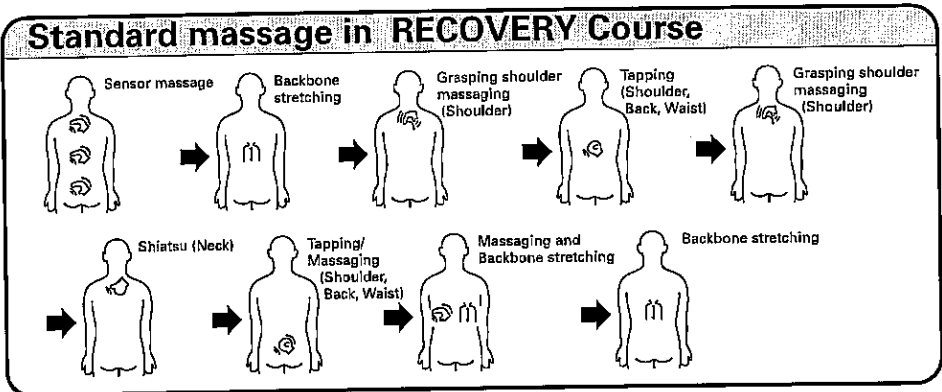 Standard massage in RECOVERY Course
Sensor massage
Backbone
stretching
Grasping shoulder
massaging
(Shoulder)
Tapping
(Shoulder,
Back, Waist)
Grasping shoulder
massaging
(Shoulder)
Shiatsu (Neck)
Tapping/
Massaging
(Shoulder,
Back, Waist)
Massaging and
Backbone stretching
Backbone stretching